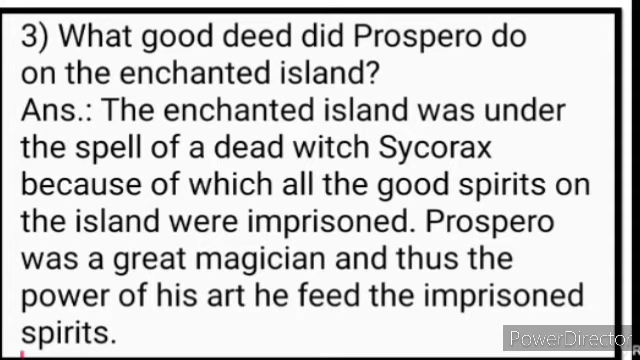 3) What good deed did Prospero do
on the enchanted island?
Ans.: The enchanted island was under
the spell of a dead witch Sycorax
because of which all the good spirits on
the island were imprisoned. Prospero
was a great magician and thus the
power of his art he feed the imprisoned
spirits.
PowerDirector